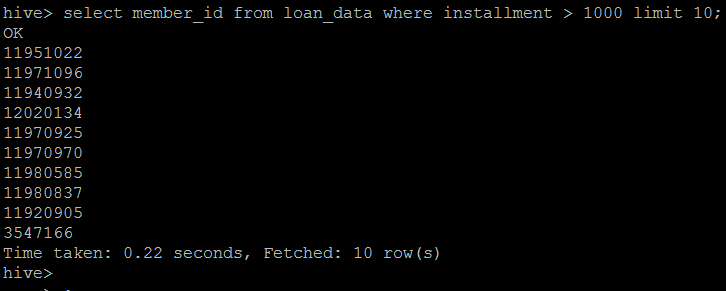 hive> select member_id from loan_data where installment > 1000 limit 10;
OK
11951022
11971096
11940932
12020134
11970925
11970970
11980585
11980837
11920905
3547166
Time taken: 0.22 seconds, Fetched: 10 row(s)
hive>